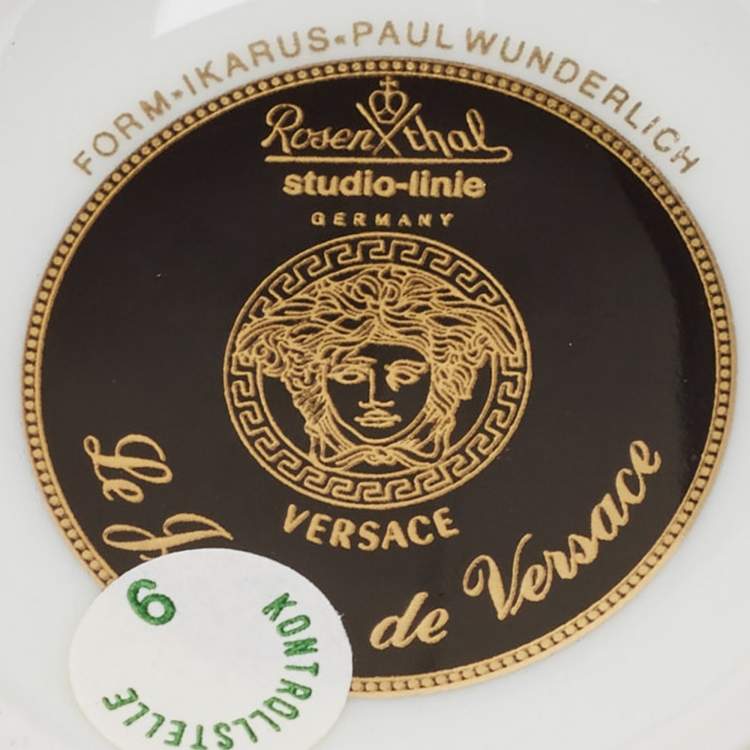 FORM»IKARUS«PAUL WUNDERLICH
Rosenthal
studio-linie
GERMANY
VERSACE
Le de Versace
6
KONTROLLSTELLE